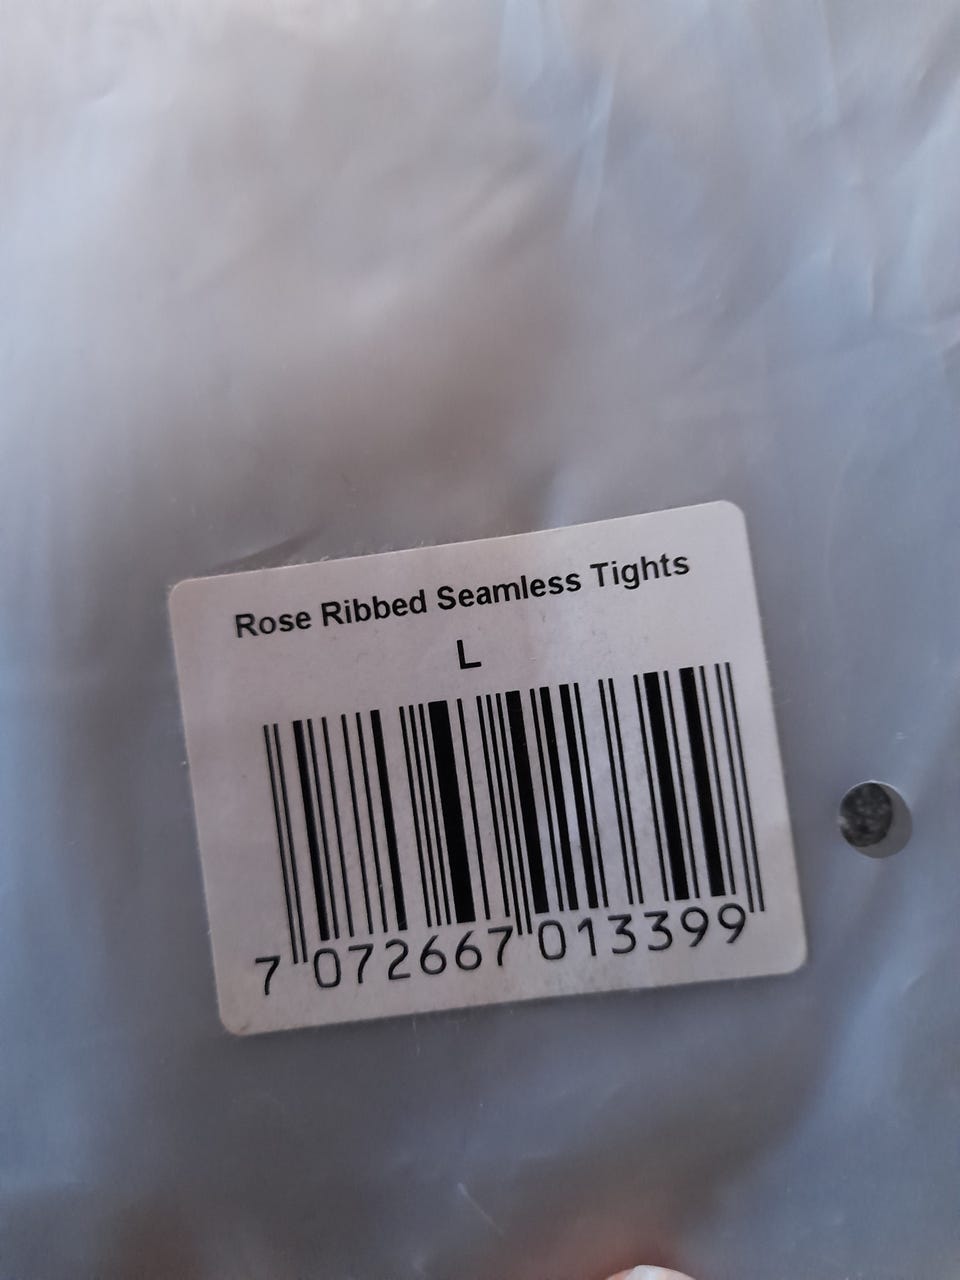 Rose Ribbed Seamless Tights
L
7 072667 013399